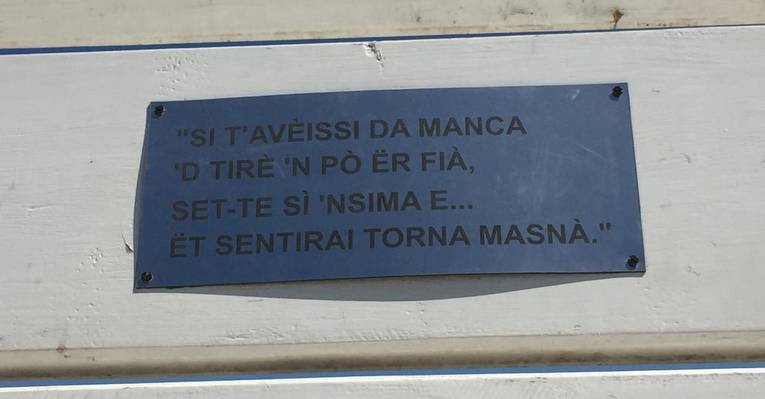 "SI T'AVÈISSI DA MANCA
'D TIRÈ 'N PÒ ËR FIÀ,
SET-TE SÌ 'NSIMA E...
ËT SENTIRAI TORNA MASNÀ."